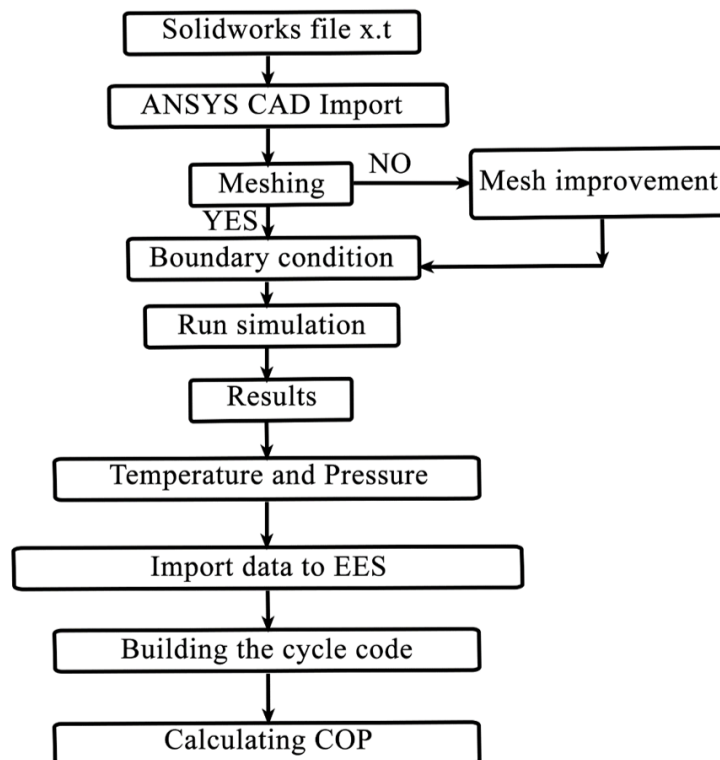 Solidworks file x.t
ANSYS CAD Import
NO
Meshing
Mesh improvement
YES
Boundary condition
Run simulation
Results
Temperature and Pressure
Import data to EES
Building the cycle code
Calculating COP